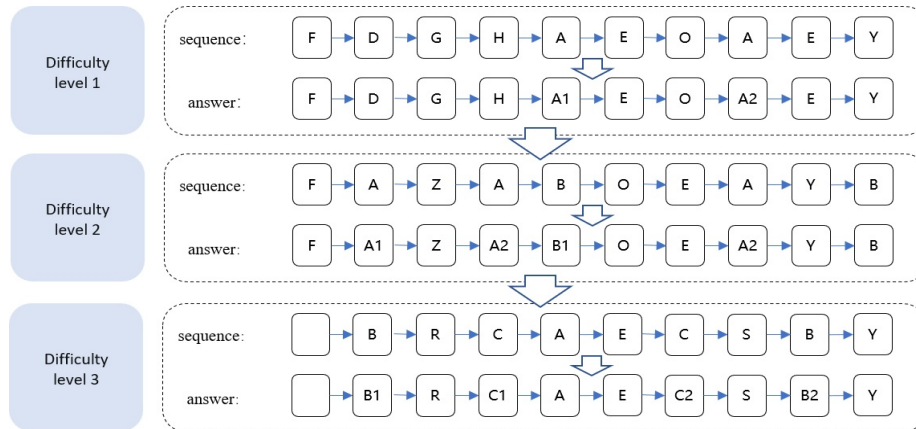 Difficulty
level 1
sequence: F D G H A E O A E Y
answer: F D G H A1 E O A2 E Y
Difficulty
level 2
sequence: F A Z A B O E A Y B
answer: F A1 Z A2 B1 O E A2 Y B
Difficulty
level 3
sequence: B R C A E C S B Y
answer: B1 R C1 A E C2 S B2 Y